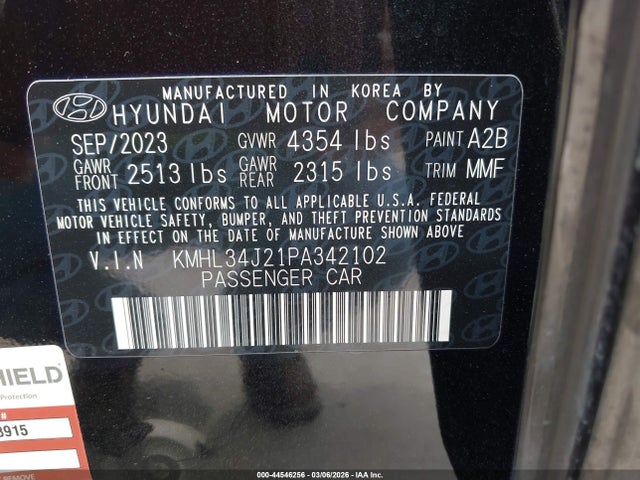 MANUFACTURED IN KOREA BY
HYUNDAI MOTOR COMPANY
SEP/2023 GVWR 4354 lbs PAINT A2B
GAWR FRONT 2513 lbs GAWR REAR 2315 lbs TRIM MMF
THIS VEHICLE CONFORMS TO ALL APPLICABLE U.S.A. FEDERAL
MOTOR VEHICLE SAFETY, BUMPER, AND THEFT PREVENTION STANDARDS
IN EFFECT ON THE DATE OF MANUFACTURE SHOWN ABOVE.
V.I.N KMHL34J21PA342102
PASSENGER CAR
HIELD
Protection
#
3915
REMOVE
000-44546256 - 03/06/2026 - IAA Inc.